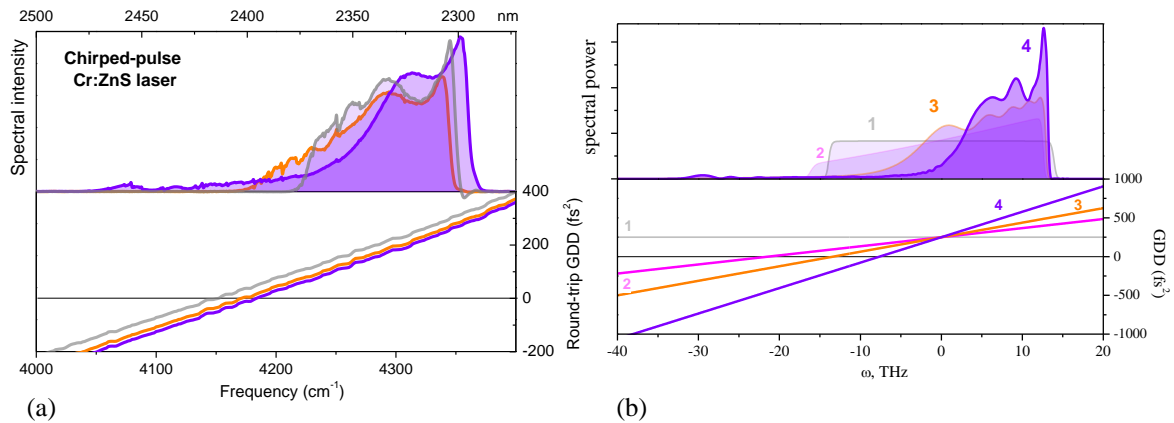 2500 2450 2400 2350 2300 nm
Chirped-pulse
Cr:ZnS laser
Spectral intensity
400
200
0
-200
Round-trip GDD (fs²)
4000 4100 4200 4300
Frequency (cm⁻¹)
(a)
spectral power
1
2
3
4
1
2
3
4
1000
500
0
-500
-1000
GDD (fs²)
-40 -30 -20 -10 0 10 20
ω, THz
(b)